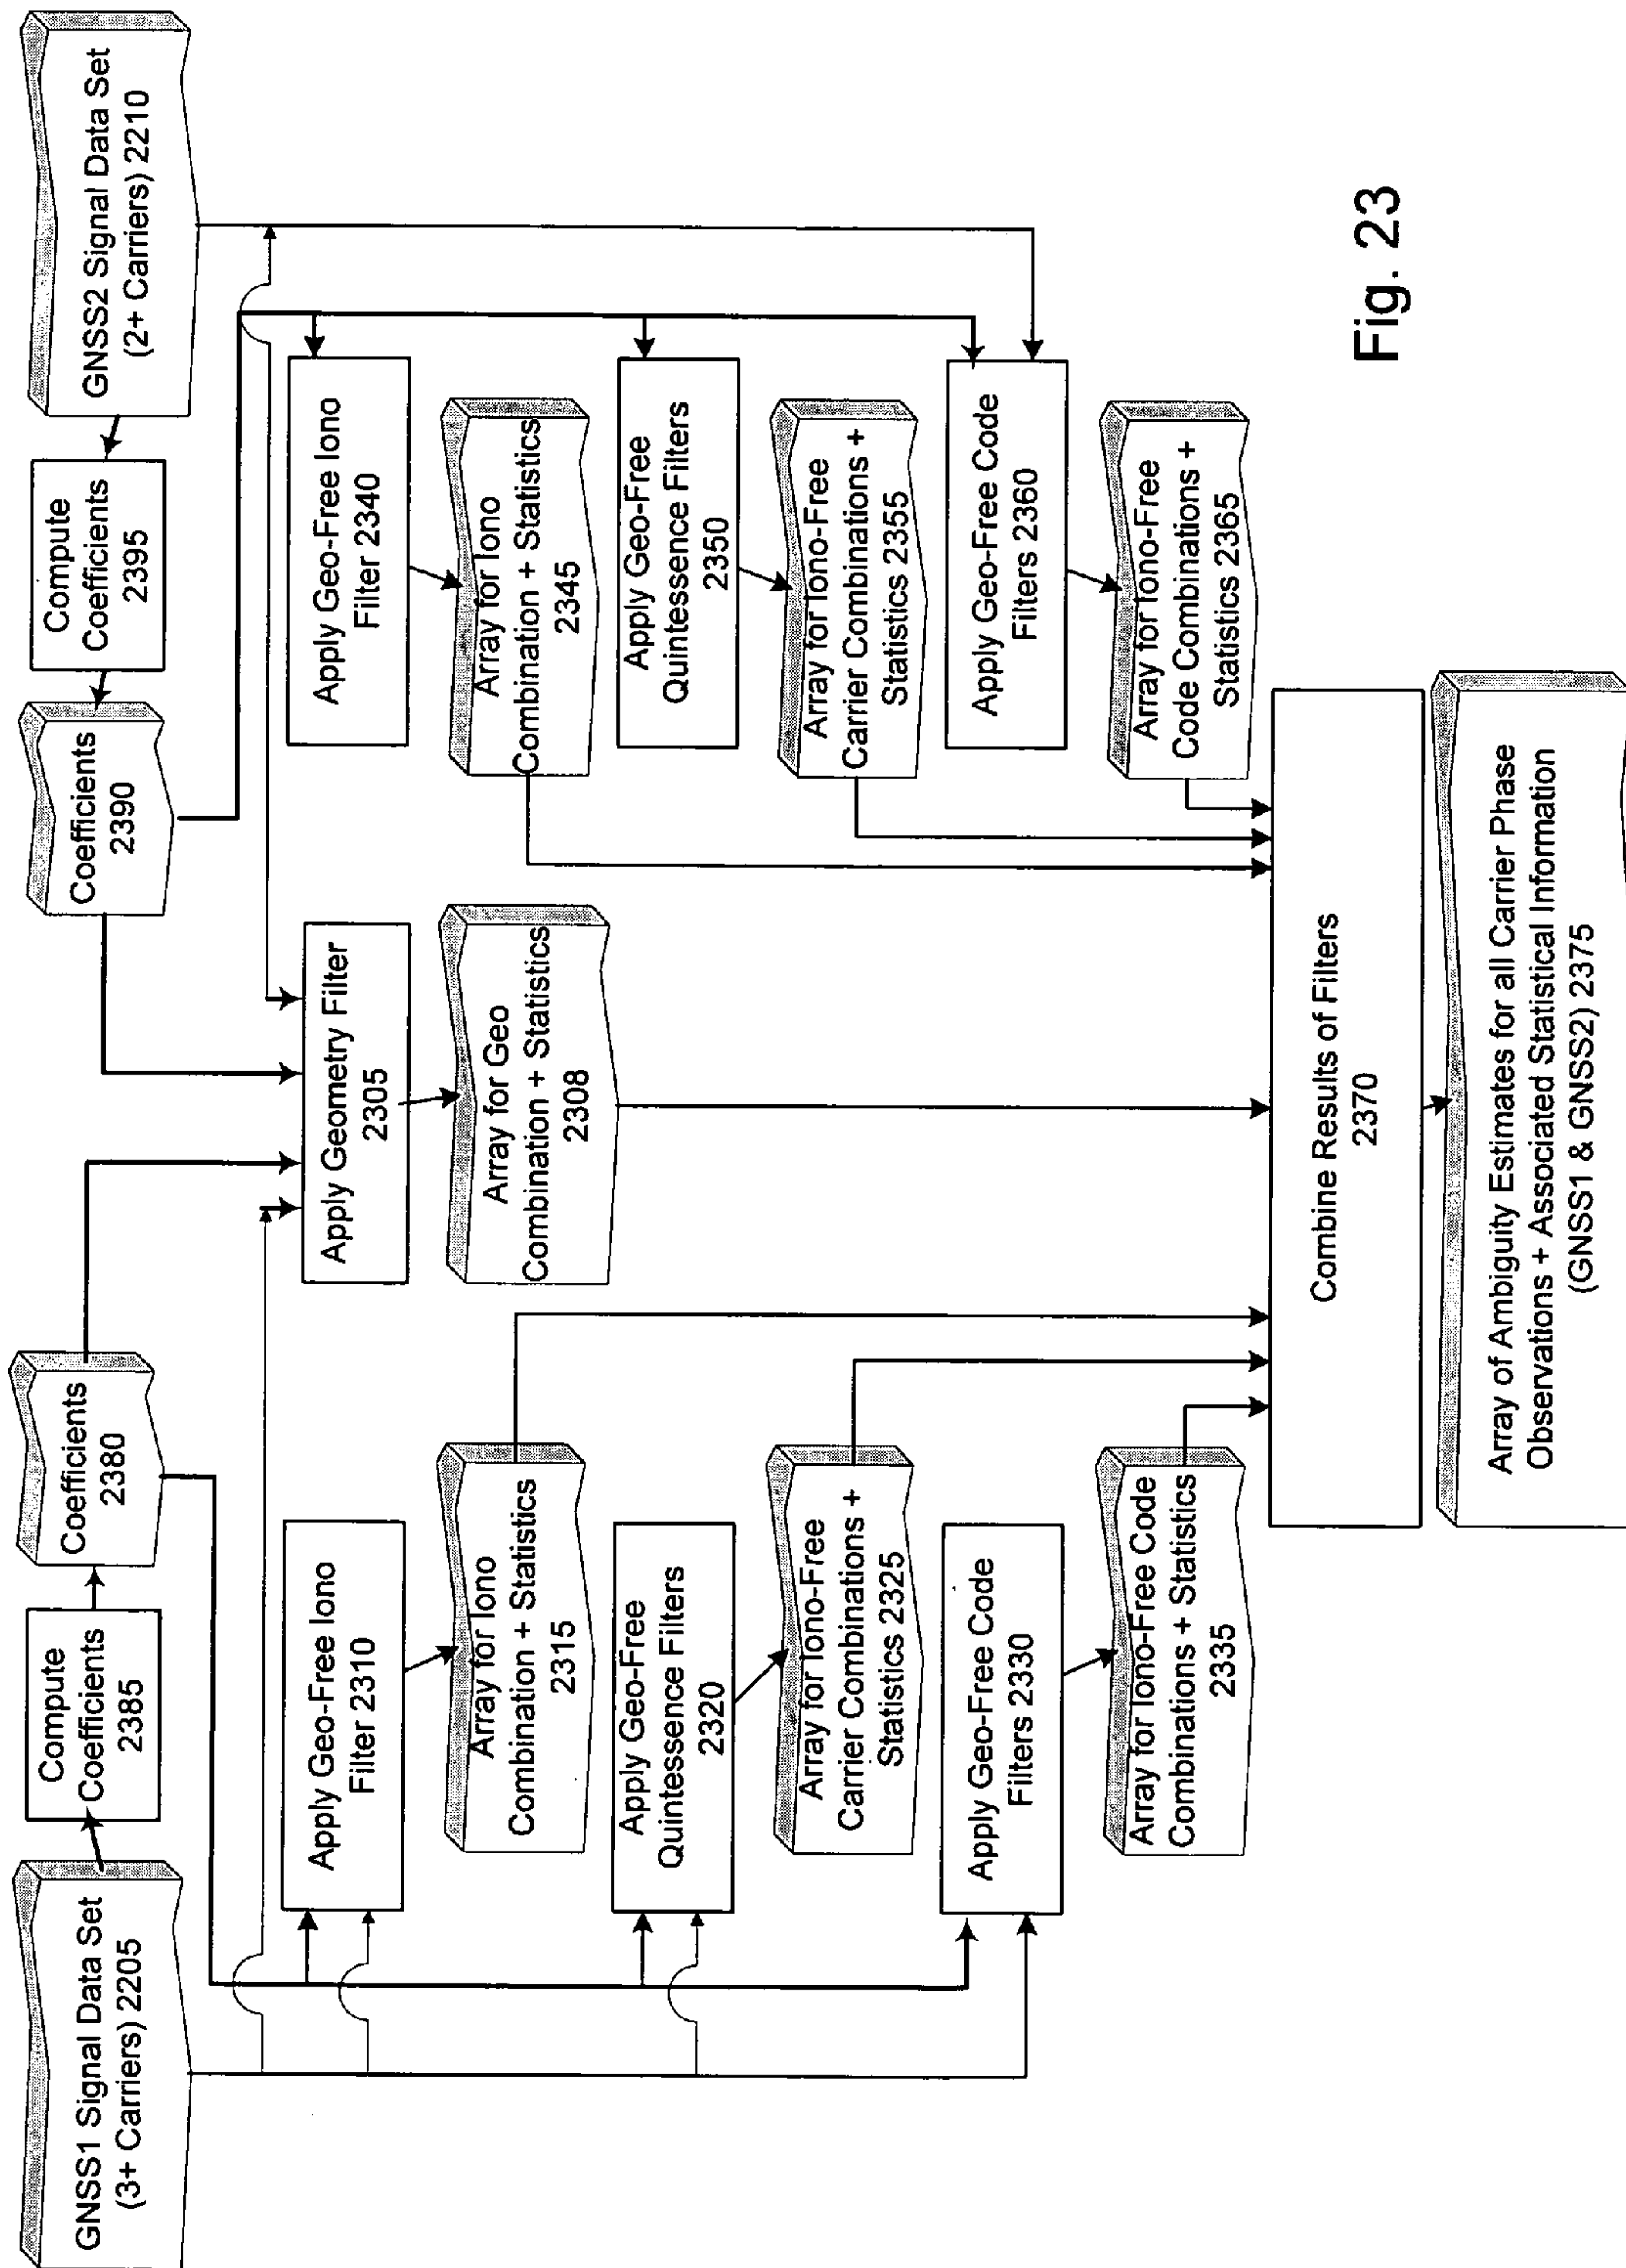 GNSS1 Signal Data Set
(3+ Carriers) 2205
Compute
Coefficients
2385
Coefficients
2380
Coefficients
2390
Compute
Coefficients
2395
GNSS2 Signal Data Set
(2+ Carriers) 2210
Apply Geo-Free Iono
Filter 2310
Array for Iono
Combination + Statistics
2315
Apply Geo-Free
Quintessence Filters
2320
Array for Iono-Free
Carrier Combinations +
Statistics 2325
Apply Geo-Free Code
Filters 2330
Array for Iono-Free Code
Combinations + Statistics
2335
Apply Geometry Filter
2305
Array for Geo
Combination + Statistics
2308
Apply Geo-Free Iono
Filter 2340
Array for Iono
Combination + Statistics
2345
Apply Geo-Free
Quintessence Filters
2350
Array for Iono-Free
Carrier Combinations +
Statistics 2355
Apply Geo-Free Code
Filters 2360
Array for Iono-Free
Code Combinations +
Statistics 2365
Combine Results of Filters
2370
Array of Ambiguity Estimates for all Carrier Phase
Observations + Associated Statistical Information
(GNSS1 & GNSS2) 2375
Fig. 23